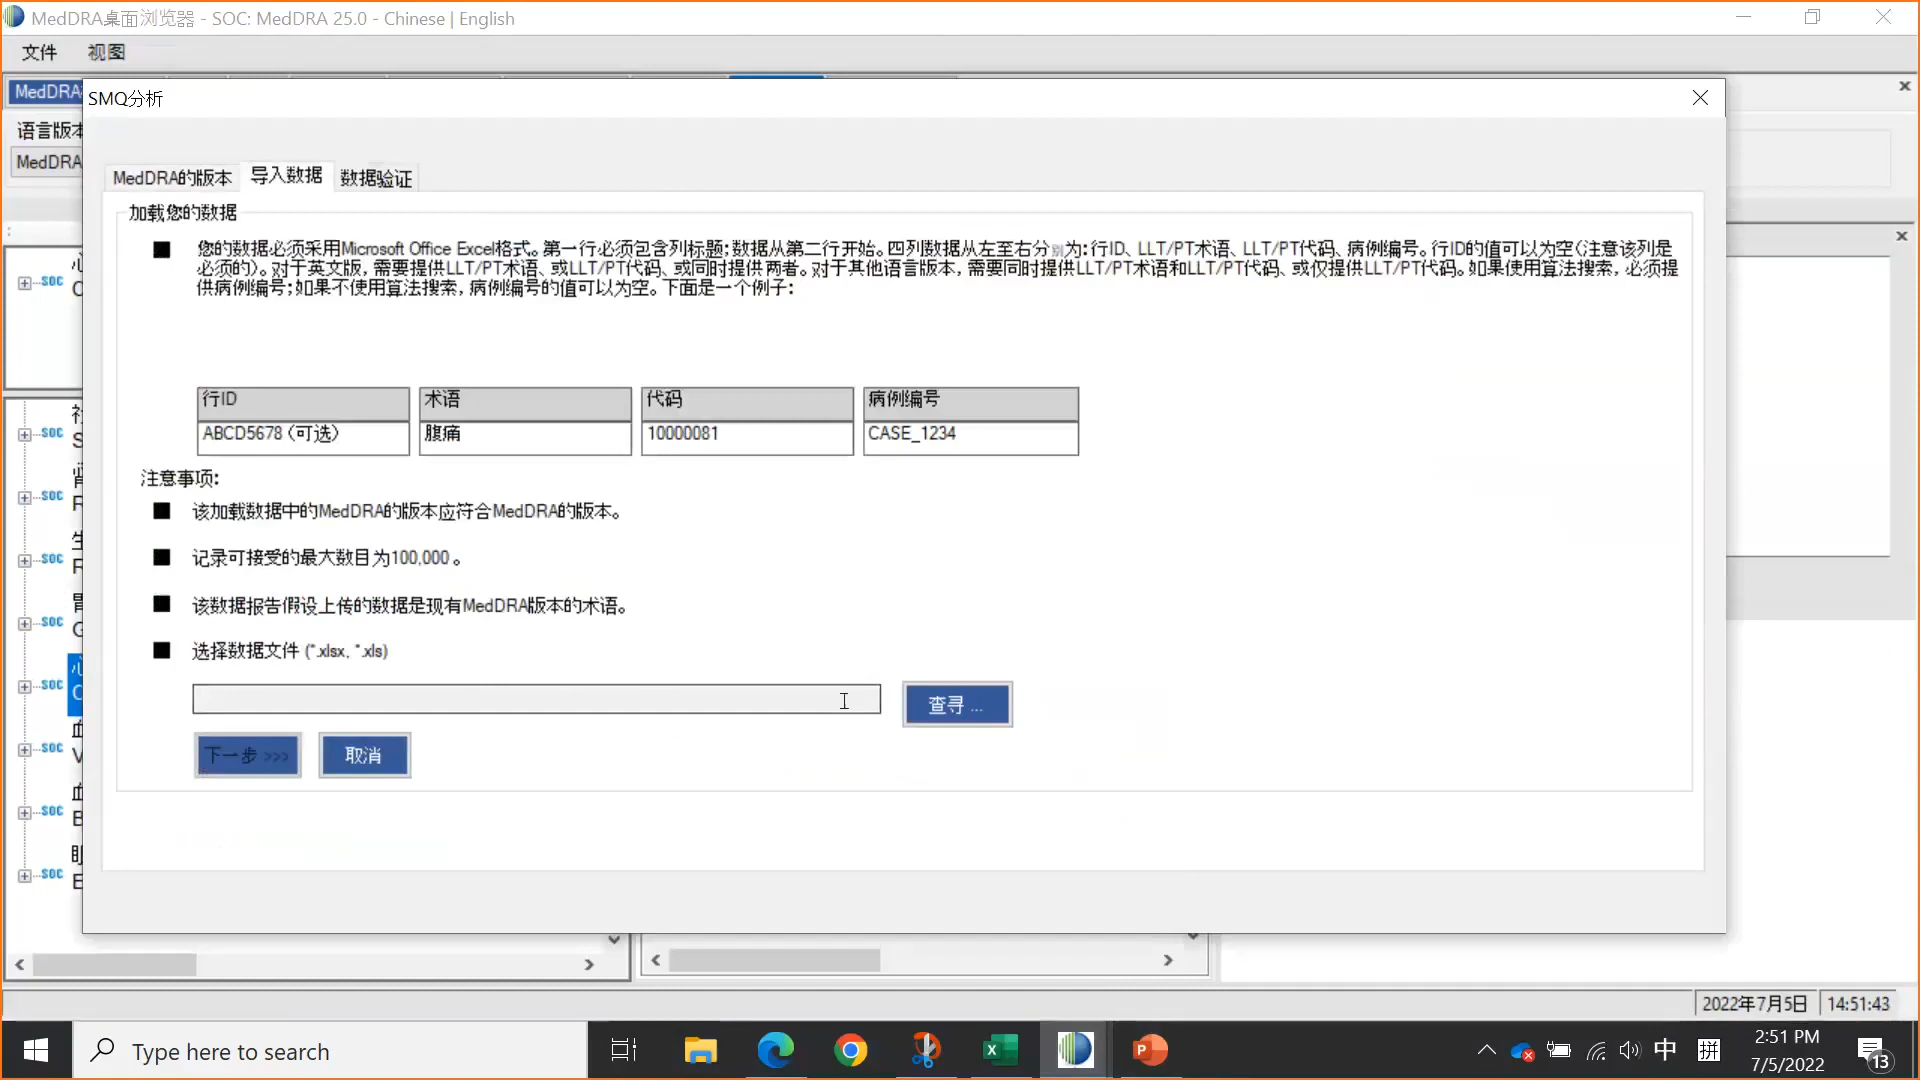 MedDRA桌面浏览器 - SOC: MedDRA 25.0 - Chinese | English
文件 视图
MedDRA
SMQ分析
语言版本
MedDRA
MedDRA的版本 导入数据 数据验证
加载您的数据
您的数据必须采用Microsoft Office Excel格式。第一行必须包含列标题；数据从第二行开始。四列数据从左至右分别为：行ID、LLT/PT术语、LLT/PT代码、病例编号。行ID的值可以为空（注意该列是
必须的）。对于英文版，需要提供LLT/PT术语、或LLT/PT代码、或同时提供两者。对于其他语言版本，需要同时提供LLT/PT术语和LLT/PT代码、或仅提供LLT/PT代码。如果使用算法搜索，必须提
供病例编号；如果不使用算法搜索，病例编号的值可以为空。下面是一个例子：
行ID 术语 代码 病例编号
ABCD5678（可选） 腹痛 10000081 CASE_1234
注意事项:
该加载数据中的MedDRA的版本应符合MedDRA的版本。
记录可接受的最大数目为100,000 。
该数据报告假设上传的数据是现有MedDRA版本的术语。
选择数据文件 (*.xlsx, *.xls)
查寻 ...
下一步 >>> 取消
SOC
SOC
SOC
SOC
SOC
SOC
SOC
SOC
SOC
2022年7月5日 14:51:43
Type here to search
中 拼
2:51 PM
7/5/2022
13